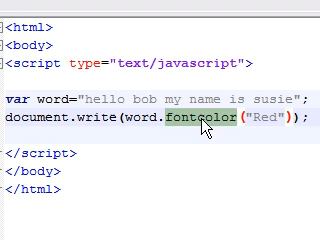 <html>
<body>
<script type="text/javascript">
var word="hello bob my name is susie";
document.write(word.fontcolor("Red"));
</script>
</body>
</html>